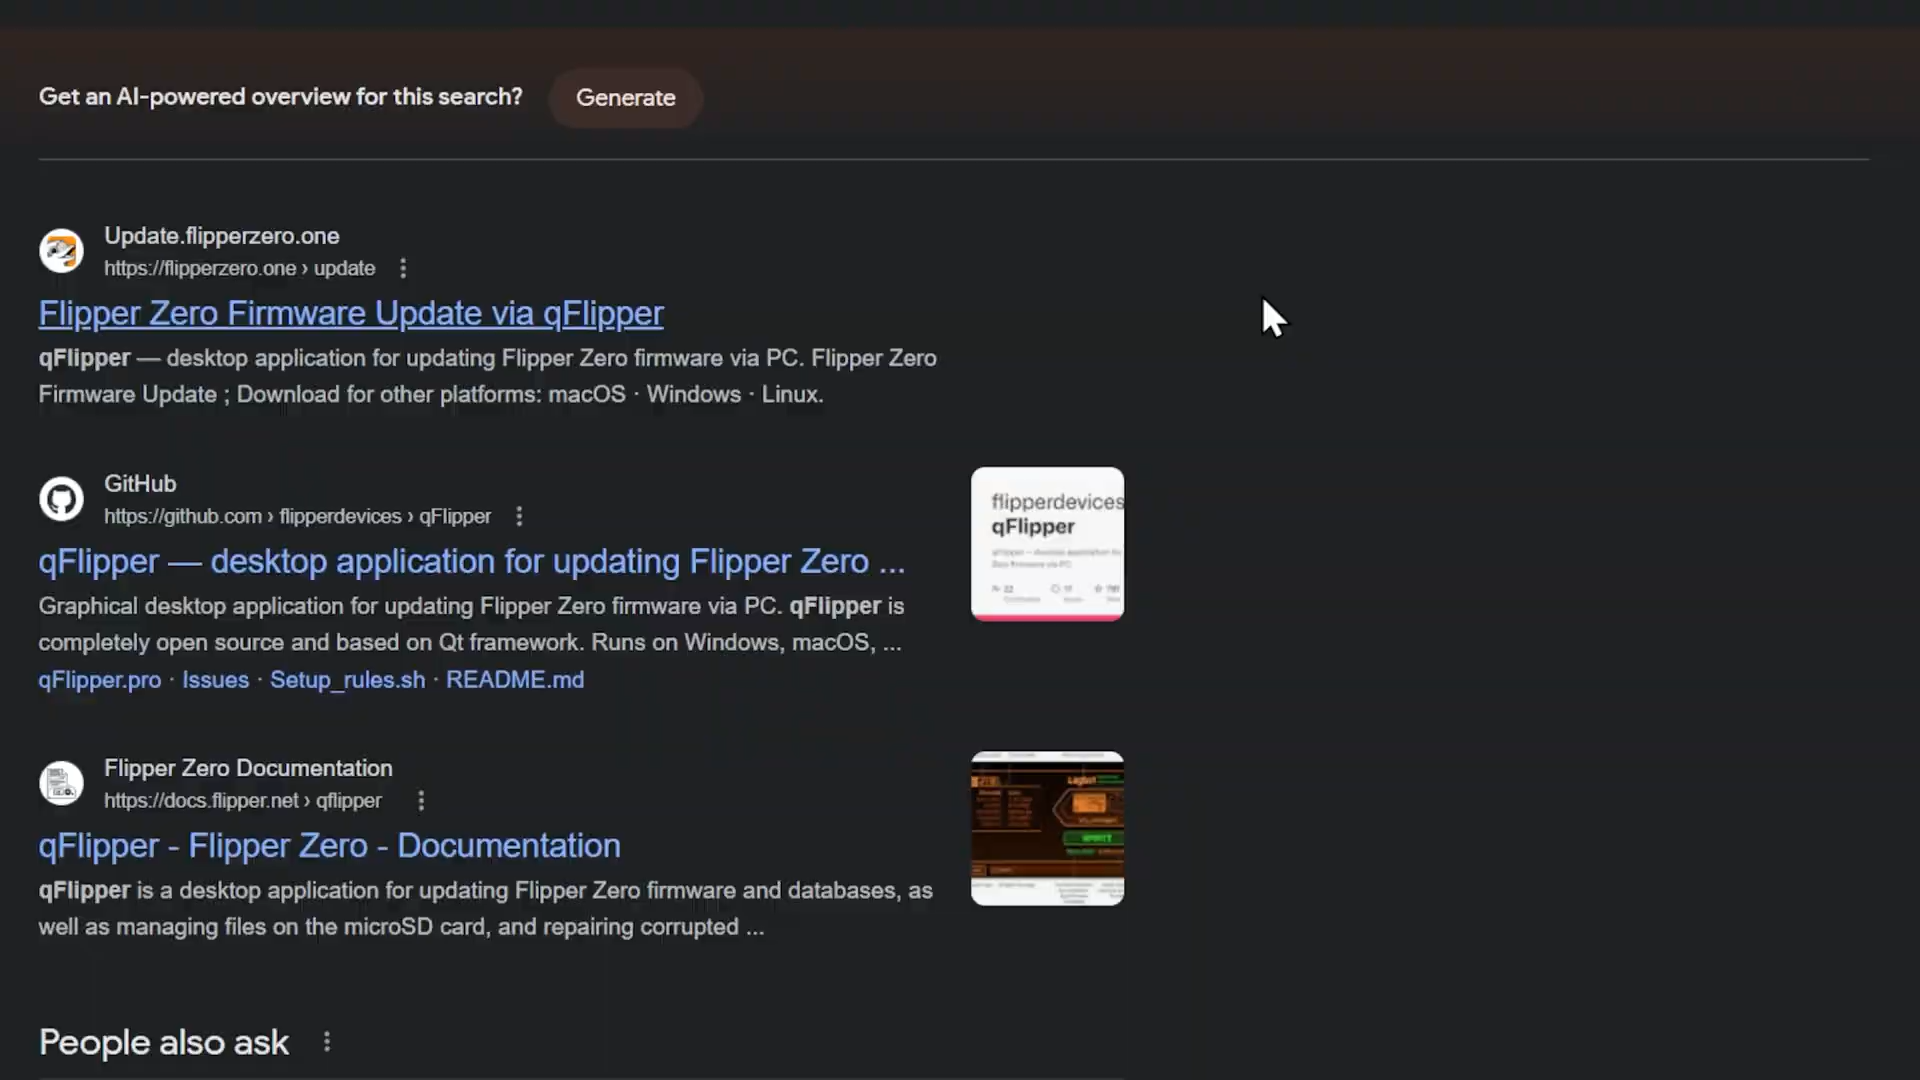 Get an AI-powered overview for this search? Generate
Update.flipperzero.one
https://flipperzero.one › update
Flipper Zero Firmware Update via qFlipper
qFlipper — desktop application for updating Flipper Zero firmware via PC. Flipper Zero
Firmware Update ; Download for other platforms: macOS · Windows · Linux.
GitHub
https://github.com › flipperdevices › qFlipper
qFlipper — desktop application for updating Flipper Zero ...
Graphical desktop application for updating Flipper Zero firmware via PC. qFlipper is
completely open source and based on Qt framework. Runs on Windows, macOS, ...
qFlipper.pro · Issues · Setup_rules.sh · README.md
flipperdevices
qFlipper
Flipper Zero Documentation
https://docs.flipper.net › qflipper
qFlipper - Flipper Zero - Documentation
qFlipper is a desktop application for updating Flipper Zero firmware and databases, as
well as managing files on the microSD card, and repairing corrupted ...
People also ask